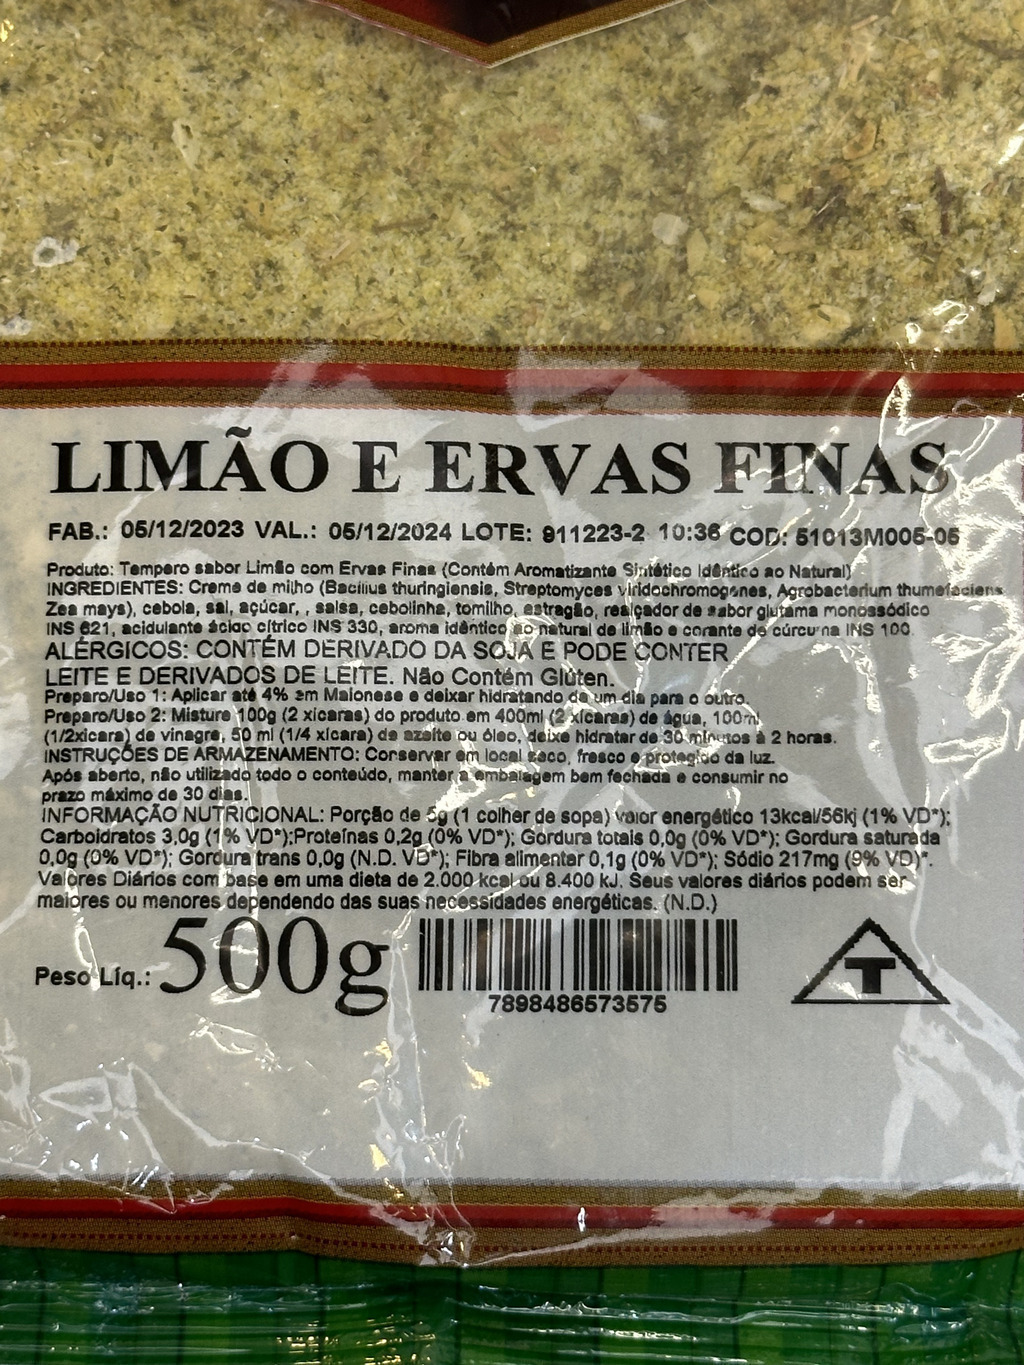 LIMÃO E ERVAS FINAS
FAB.: 05/12/2023 VAL.: 05/12/2024 LOTE: 911223-2 10:36 COD: 51013M005-05
Produto: Tempero sabor Limão com Ervas Finas (Contém Aromatizante Sintético Idêntico ao Natural)
INGREDIENTES: Creme de milho (Bacillus thuringiensis, Streptomyces viridochromogenes, Agrobacterium thumefaciens
Zea mays), cebola, sal, açúcar, , salsa, cebolinha, tomilho, estragão, realçador de sabor glutama monossódico
INS 621, acidulante ácido cítrico INS 330, aroma idêntico ao natural de limão e corante de cúrcuma INS 100.
ALÉRGICOS: CONTÉM DERIVADO DA SOJA E PODE CONTER
LEITE E DERIVADOS DE LEITE. Não Contém Glúten.
Preparo/Uso 1: Aplicar até 4% em Maionese e deixar hidratando de um dia para o outro.
Preparo/Uso 2: Misture 100g (2 xícaras) do produto em 400ml (2 xícaras) de água, 100ml
(1/2xicara) de vinagre, 50 ml (1/4 xícara) de azeite ou óleo, deixe hidratar de 30 minutos à 2 horas.
INSTRUÇÕES DE ARMAZENAMENTO: Conservar em local seco, fresco e protegido da luz.
Após aberto, não utilizado todo o conteúdo, manter a embalagem bem fechada e consumir no
prazo máximo de 30 dias.
INFORMAÇÃO NUTRICIONAL: Porção de 5g (1 colher de sopa) valor energético 13kcal/56kj (1% VD*);
Carboidratos 3,0g (1% VD*);Proteínas 0,2g (0% VD*); Gordura totais 0,0g (0% VD*); Gordura saturada
0,0g (0% VD*); Gordura trans 0,0g (N.D. VD*); Fibra alimentar 0,1g (0% VD*); Sódio 217mg (9% VD)*.
Valores Diários com base em uma dieta de 2.000 kcal ou 8.400 kJ. Seus valores diários podem ser
maiores ou menores dependendo das suas necessidades energéticas. (N.D.)
Peso Líq.: 500g
7898486573575
T